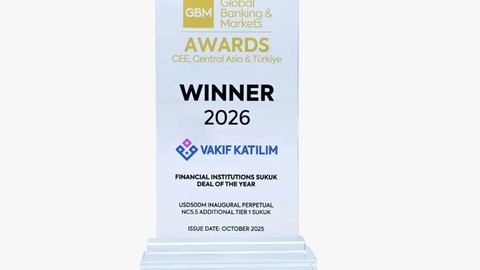 GBM
Global
Banking &
Markets
AWARDS
CEE, Central Asia & Türkiye
WINNER
2026
VAKIF KATILIM
FINANCIAL INSTITUTIONS SUKUK
DEAL OF THE YEAR
USD500M INAUGURAL PERPETUAL
NC5.5 ADDITIONAL TIER 1 SUKUK
ISSUE DATE: OCTOBER 2025